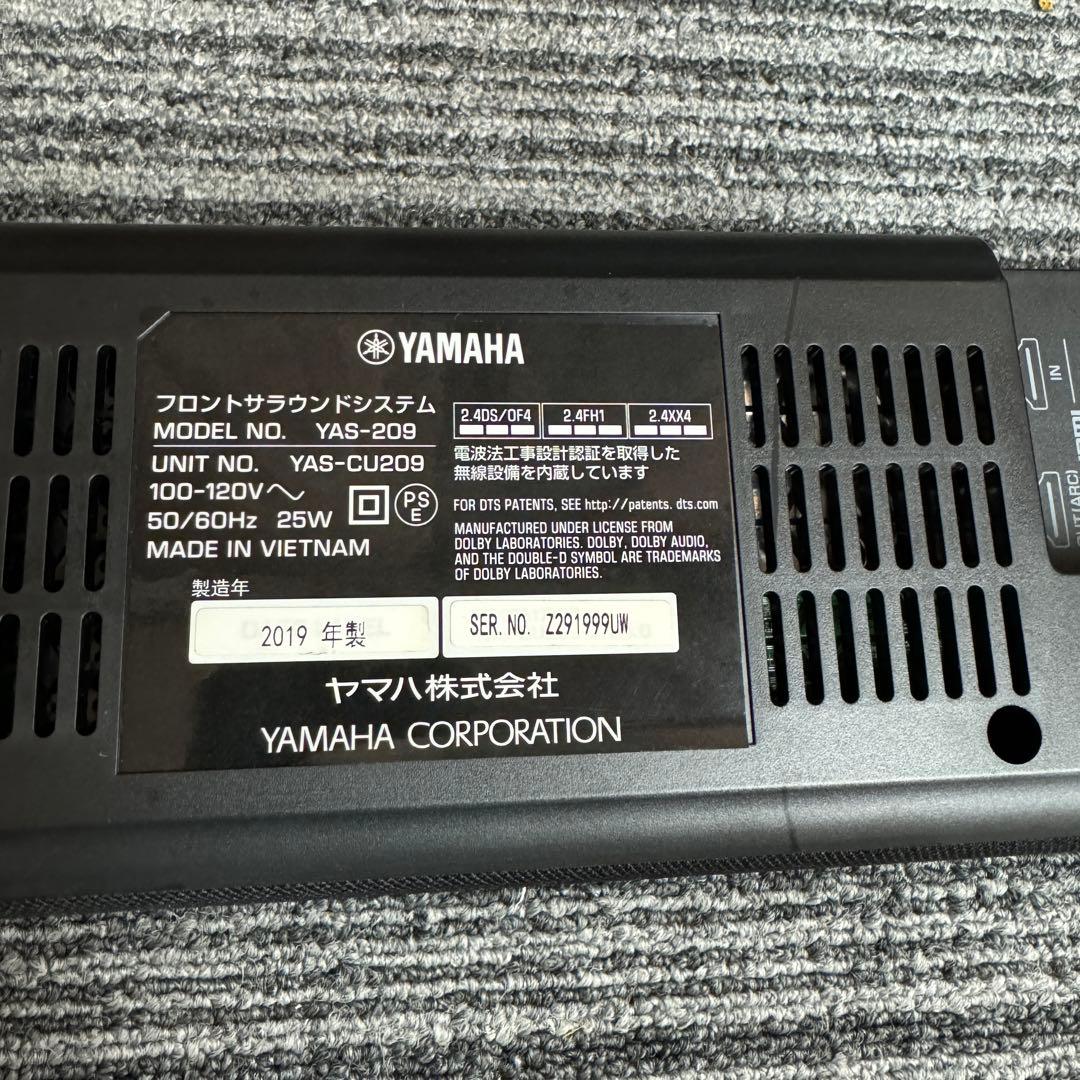 YAMAHA
フロントサラウンドシステム
MODEL NO. YAS-209
UNIT NO. YAS-CU209
100-120V～
50/60Hz 25W
PS
E
MADE IN VIETNAM
2.4DS/OF4 2.4FH1 2.4XX4
電波法工事設計認証を取得した
無線設備を内蔵しています
FOR DTS PATENTS, SEE http://patents.dts.com
MANUFACTURED UNDER LICENSE FROM
DOLBY LABORATORIES. DOLBY, DOLBY AUDIO,
AND THE DOUBLE-D SYMBOL ARE TRADEMARKS
OF DOLBY LABORATORIES.
製造年
2019 年製
SER. NO. Z291999UW
ヤマハ株式会社
YAMAHA CORPORATION
IN